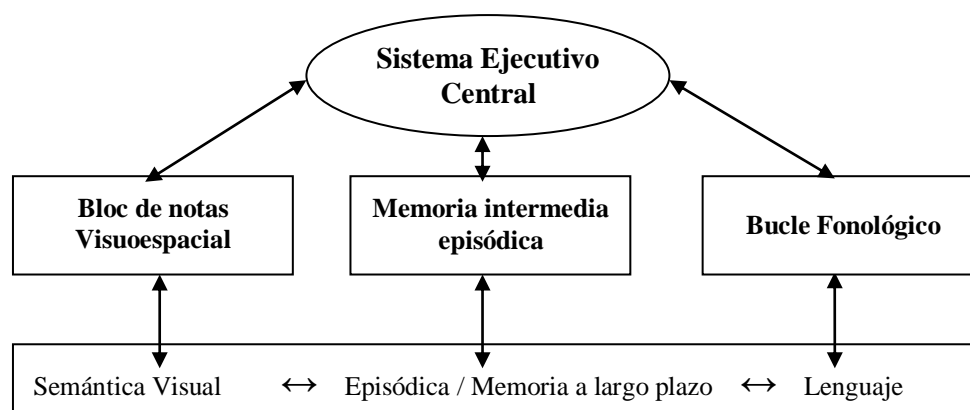 Sistema Ejecutivo
Central
Bloc de notas
Visuoespacial
Memoria intermedia
episódica
Bucle Fonológico
Semántica Visual ↔ Episódica / Memoria a largo plazo ↔ Lenguaje